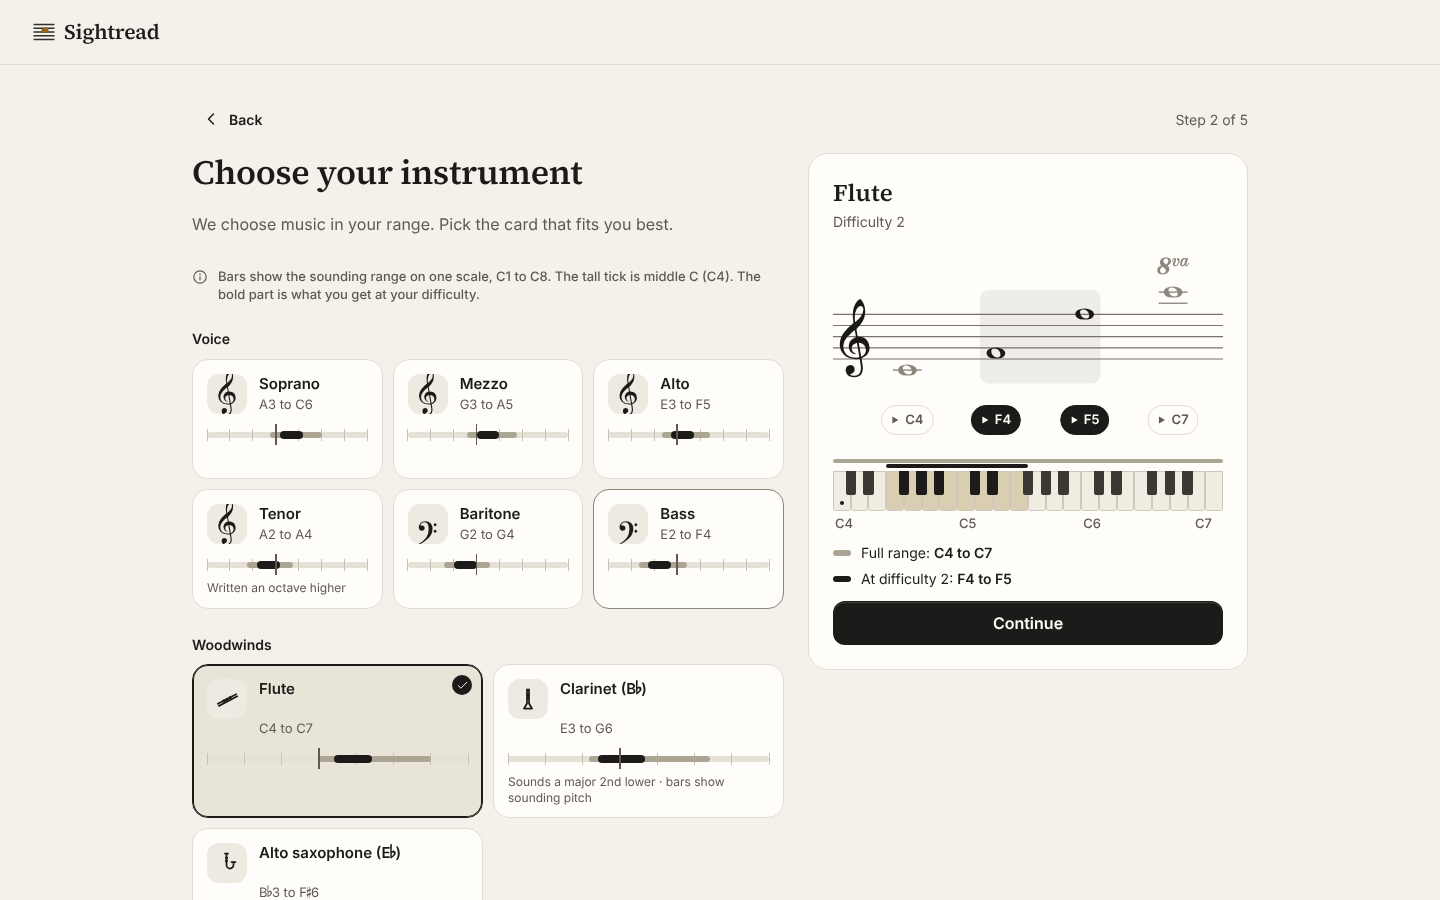 Sightread
Back
Step 2 of 5
Choose your instrument
We choose music in your range. Pick the card that fits you best.
Bars show the sounding range on one scale, C1 to C8. The tall tick is middle C (C4). The
bold part is what you get at your difficulty.
Voice
Soprano
A3 to C6
Mezzo
G3 to A5
Alto
E3 to F5
Tenor
A2 to A4
Written an octave higher
Baritone
G2 to G4
Bass
E2 to F4
Woodwinds
Flute
C4 to C7
Clarinet (B♭)
E3 to G6
Sounds a major 2nd lower · bars show
sounding pitch
Alto saxophone (E♭)
B♭3 to F♯6
Flute
Difficulty 2
8va
C4
F4
F5
C7
C4
C5
C6
C7
Full range: C4 to C7
At difficulty 2: F4 to F5
Continue